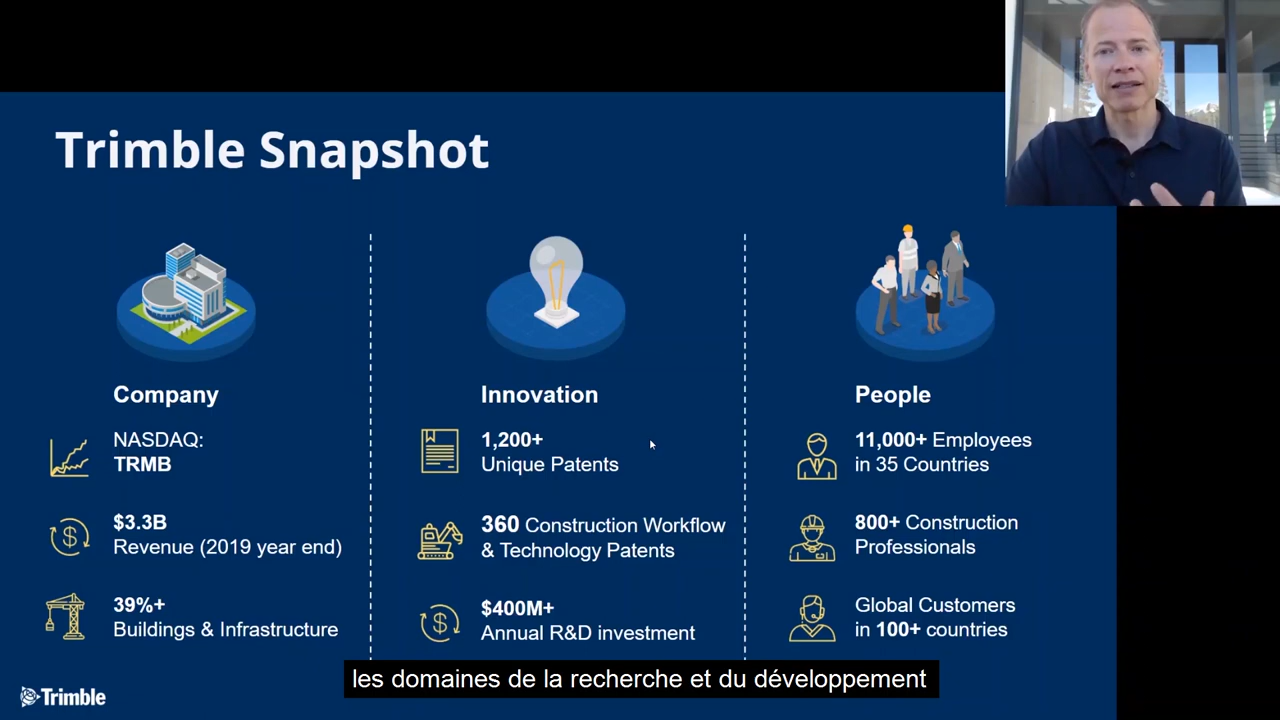 Trimble Snapshot
Company
NASDAQ:
TRMB
$3.3B
Revenue (2019 year end)
39%+
Buildings & Infrastructure
Innovation
1,200+
Unique Patents
360 Construction Workflow
& Technology Patents
$400M+
Annual R&D investment
People
11,000+ Employees
in 35 Countries
800+ Construction
Professionals
Global Customers
in 100+ countries
les domaines de la recherche et du développement
Trimble